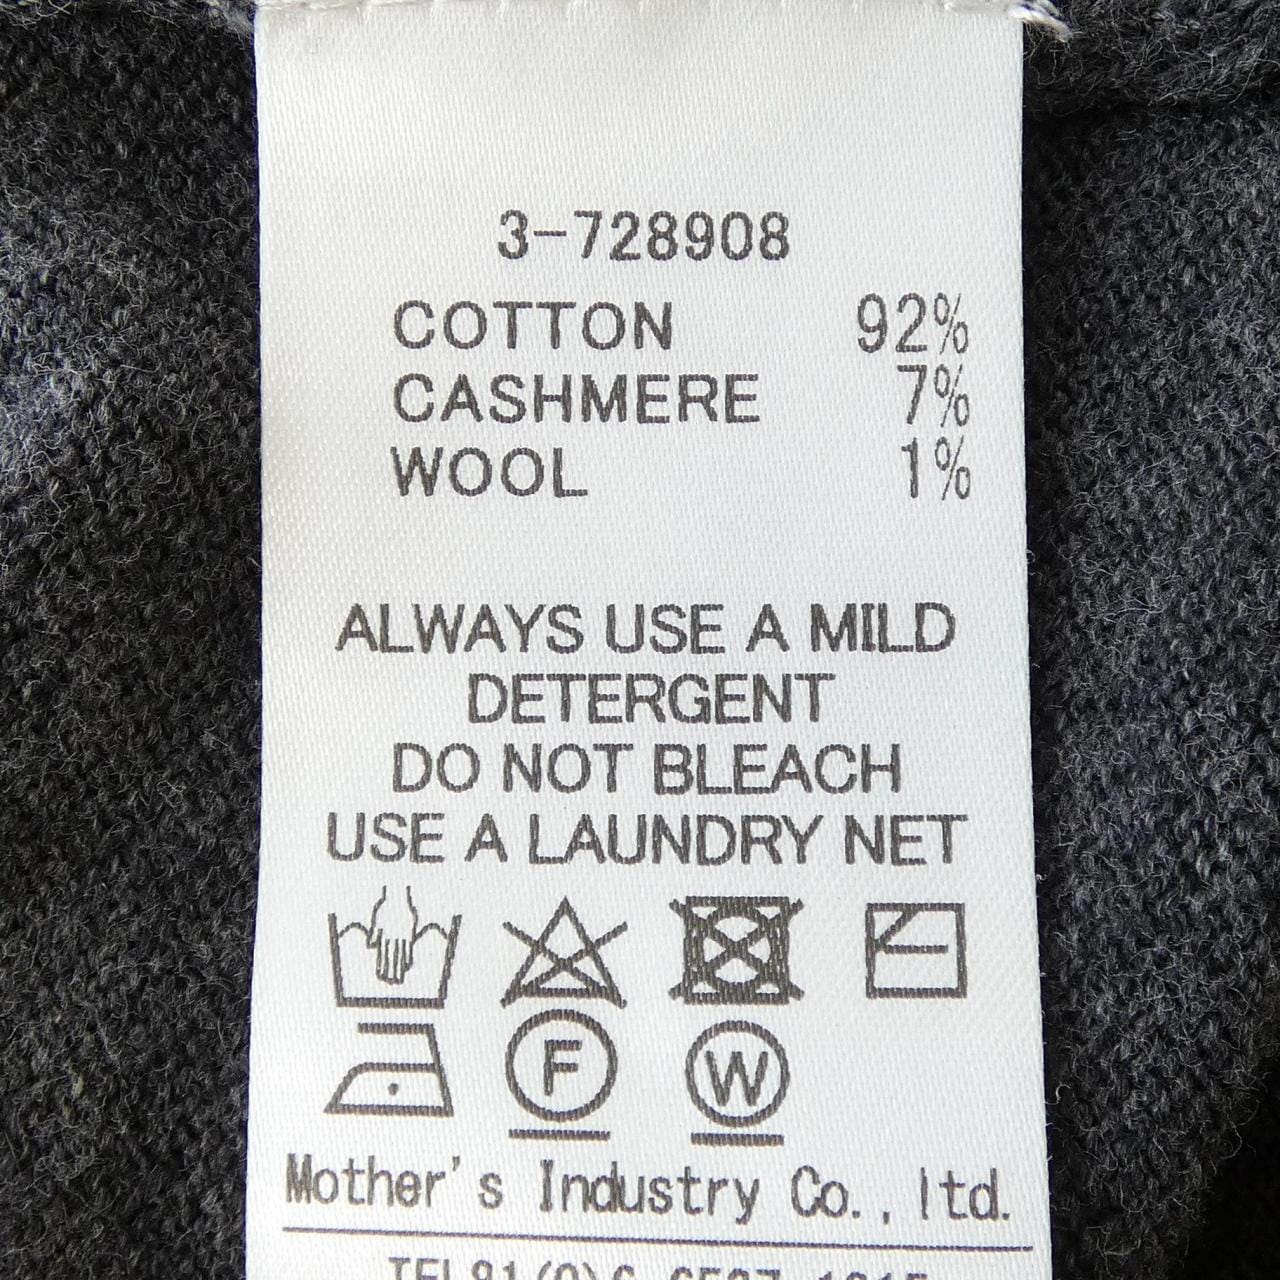 3-728908
COTTON 92%
CASHMERE 7%
WOOL 1%
ALWAYS USE A MILD
DETERGENT
DO NOT BLEACH
USE A LAUNDRY NET
F W
Mother's Industry Co., ltd.